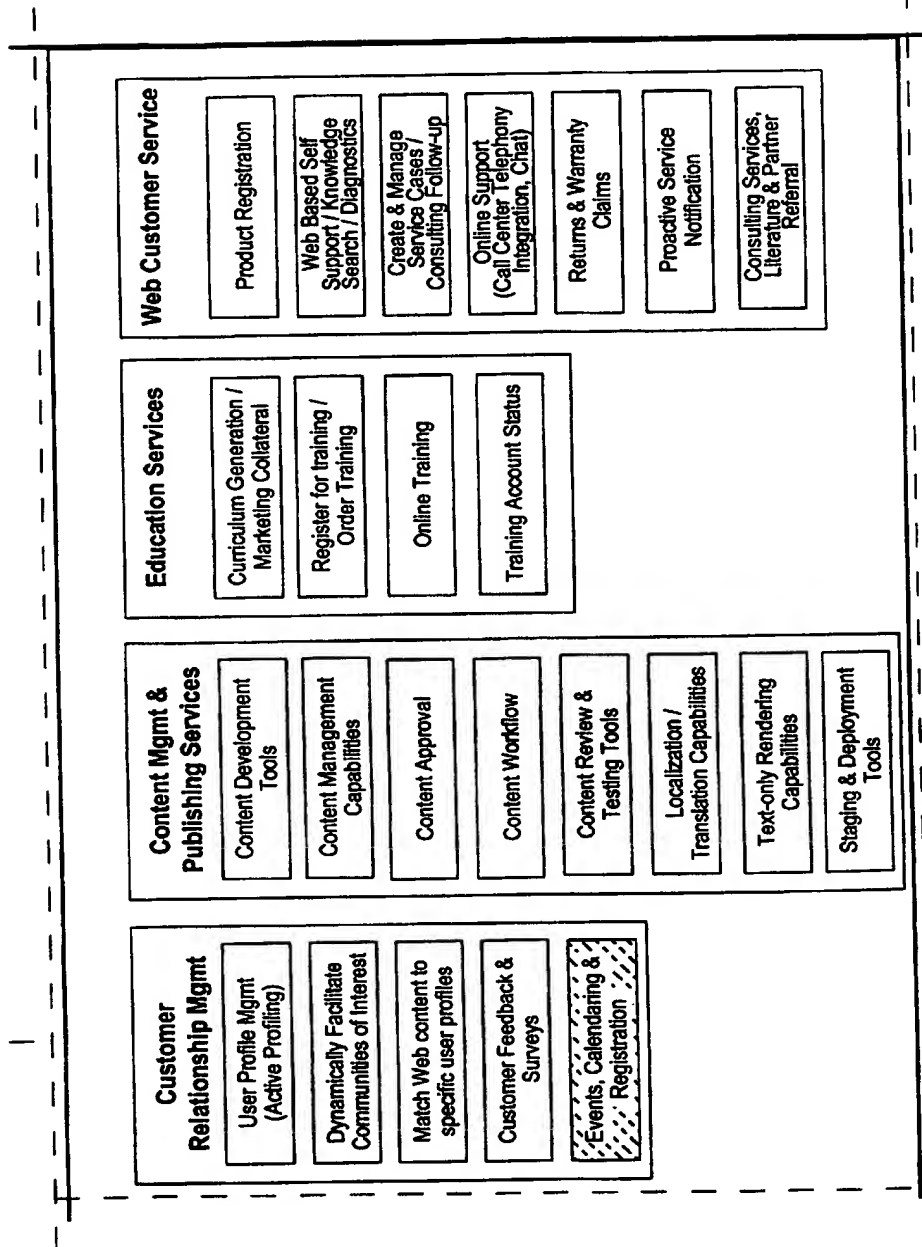 Customer
Relationship Mgmt
User Profile Mgmt
(Active Profiling)
Dynamically Facilitate
Communities of Interest
Match Web content to
specific user profiles
Customer Feedback &
Surveys
Events, Calendaring &
Registration
Content Mgmt &
Publishing Services
Content Development
Tools
Content Management
Capabilities
Content Approval
Content Workflow
Content Review &
Testing Tools
Localization /
Translation Capabilities
Text-only Rendering
Capabilities
Staging & Deployment
Tools
Education Services
Curriculum Generation /
Marketing Collateral
Register for training /
Order Training
Online Training
Training Account Status
Web Customer Service
Product Registration
Web Based Self
Support / Knowledge
Search / Diagnostics
Create & Manage
Service Cases /
Consulting Follow-up
Online Support
(Call Center Telephony
Integration, Chat)
Returns & Warranty
Claims
Proactive Service
Notification
Consulting Services,
Literature & Partner
Referral